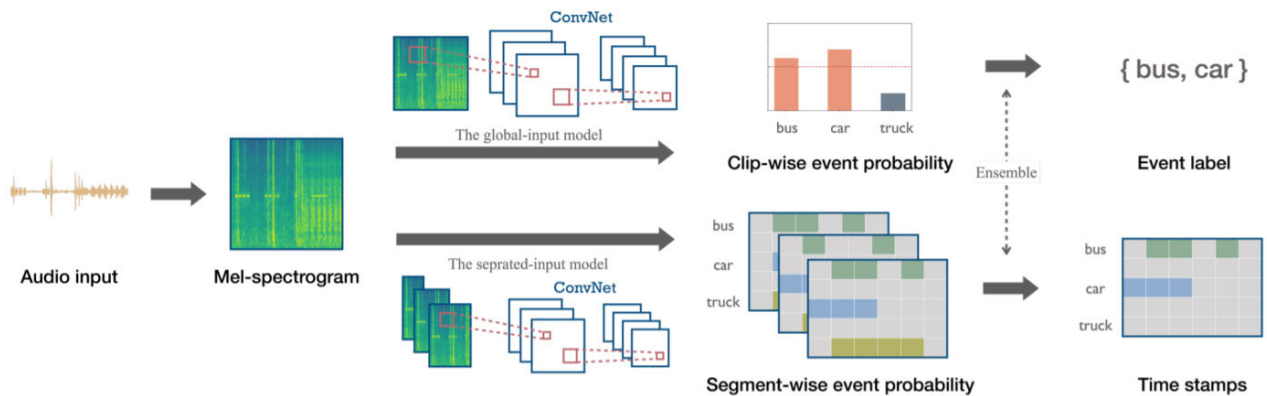 ConvNet
The global-input model
bus
car
truck
Clip-wise event probability
{ bus, car }
Event label
Ensemble
Audio input
Mel-spectrogram
The seprated-input model
ConvNet
bus
car
truck
Segment-wise event probability
bus
car
truck
Time stamps